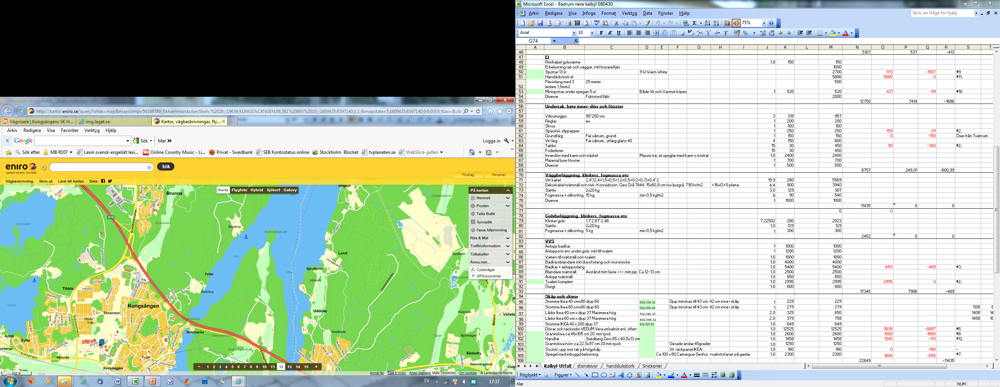 http://kartor.eniro.se/query?what=map&mapcomp=50169789;;Ekhammarskolan;Skolv.%2020;;;19634;KUNGS%C4NGEN;08;581%20693%2010;;;1609435;6597140;1;1;&mapstate=5;1609435;6597140;0;0;0;0;0;&ax=&clic
Vägvisare | Kungsängens SK H... img.laget.se Kartor, vägbeskrivningar, fly...
Arkiv Redigera Visa Favoriter Verktyg Hjälp
x Google Sök Mer » Logga in
Sök efter MB R107 Lexin svensk-engelskt lexi... Online Country Music - Li... Privat - Swedbank SEB Kontostatus online Stockholm Blocket tvplaneten.se WebSlice-galleri
eniro Sök
Upptäck närheten. Sök lokalt.
Företag Personer
Vägbeskrivning Skriv ut Länk till kartan Dela:
Karta Flygfoto Hybrid Sjökort Gatuvy
På kartan
Hemnet
Posten
Telia Butik
Synoptik
Opus bilprovning
Rita & Mät
Trafikinformation
Tidtabeller
Ännu mer...
Cykelvägar
GPS-koordinat
Brunna
Ängsjö
E18
Örnässjön
Stigstorp
Strömsängsudd
Dalkarlskärret
Lund
Sjövillorna
Limpan
Fallet
Rankhus
Tibble
Kungsängen
Ekhammar
Tibble torg
Uddnäs
Stäksbacka
Knallboda
Sylta
Nylunda
Korsängen
Kolartorp
Björkhagen
Söderby
Hemmingstorp
Ryan
Rydholm
− 1 2 3 4 5 6 7 8 9 10 11 12 13 14 15 +
500 m
Anmäl fel Tips & tricks Ansv. utgivare: Mats Törnström Om cookies © Lantmäteriet/Metria
SV 17:37
Microsoft Excel - Badrum nere kalkyl 080430
Arkiv Redigera Visa Infoga Format Verktyg Data Fönster Hjälp Skriv en fråga för hjälp
75%
Arial 10 F K U
G74 fx
A B C D E F G H I J K L M N O P Q R S T
46 5107 537 -413
47 El
48 Rör/kabel golvvärme 1,0 150 150
49 El belysning tak och väggar, inkl brytare/fjärr 1000
50 Spottar 13 st 9 W Warm White 2700 1113 -1587 #9
51 Handdukstork el 5880 5880 0 #11,
52 Flexislang med 3 ledare 1,5mm2 25 meter 500
53 Minispottar under spegan 5 st Både Vit och Varmvit köpes 1 520 520 421 -99 #10
54 Diverse Fuktstyrd fläkt 2000
55 12750 7414 -1686
56 Undertak, byte inner-dörr och fönster
57
58 Våtrumsgips 90*250 cm 3 319 957
59 Reglar ev. 1 200 200
60 Skruv 1 100 100
61 Spackel, slippapper 1 250 250 159 -91 #2,
62 Grundfärg Fär våtrum, grund 1 150 150 0 -150 Över från Tvättrum
63 Vit färg Fär våtrum, ytfärg glans 40 4 150 600
64 Taklist 15 30 450 90 -360 #2,
65 Foderlister 15 30 450
66 Innerdörr med karm och träskel Massiv trä, vit speglar med karm o tröskal 1,0 2400 2400
67 Material byte fönster 1 700 700
68 Diverse 1 500 500
69 6757 249,01 -600,99
70 Väggbeläggning, klinkers, fogmassa etc
71 Vitt kakel 2,4*(2,4+1,5+0,5+1,2+0,5+0,2+0,7)+0,4*2 19,9 280 5569
72 Dekorkakel tvättställ och tork. Konradsson, Geo Grå 7644, 15x60,8 cm fox ljusgrå. 790 kr/m2 =16x/2+1) platta 4,4 900 3940
73 Sättfix 2x20 kg 3,0 129 387
74 Fogmassa + silikonfog 15 kg min 0,5 kg/m2 6 90 540
75 Diverse 1 1000 1000
76 11435 0 0
77 0 0
78 Golvbeläggning, klinkers, fogmassa etc
79 Klinker golv 1,1*2,67*2,46 7,22502 280 2023
80 Sättfix 2x20 kg 1,0 129 129
81 Fogmassa + silikonfog 5 kg min 0,5 kg/m2 1 300 300
82 2452 0 0
83 VVS
84 Avlopp badkar 1 1000 1000
85 Avloppsrör etc under golv, inkl till toalett 1 1200 1200
86 Vatten till tvättställ och toalett 1,0 1000 1000
87 Badkarsblandare inkl duschslang och munstycke 1,0 4000 4000
88 Badkar + avloppsslang 1,0 5400 5400 4911 -489 #3,
89 Blandare tvättställ Avstånd mitt fäste <=> mitt pip: Ca 12-13 cm 1,0 2500 2500
90 Avlopp tvättställ 1,0 650 650
91 Toalett komplett 1,0 2995 2995 2995 0 #2,
92 Övrigt 1,0 800 800
93 17345 7906 -489
94 Skåp och skivor
95 Stomme Ikea 40 cmx80 djup 60 802.134.32 Djup minskas till 43 cm. 42 cm inne i skåp 1 229 229
96 Stomme Ikea 60 cmx80 djup 60 502.056.26 Djup minskas till 43 cm. 42 cm inne i skåp 1 279 279 508 6
97 Lådor Ikea 40 cm x djup 37 Maximera hög 702.046.35 2,0 325 650 1408 14
98 Lådor Ikea 60 cm x djup 37 Maximera hög 402.046.32 2,0 379 758 1458 18
99 Stomme IKEA 40 x 200 djup 37 102.125.58 1,0 649 649
100 Dörrar och täcksidor VEDUM Vera vit/valnöt enl. offert 1,0 12525 12525 3638 -8887 #5
101 Granitskiva ca 46x105 cm 20 mm tjock 1,0 2600 2600 1000 -1600 #8
102 Handfat Svedberg Zero 65 x 40,5x13 cm 1,0 1458 1458 1345 -113 #12,
103 Granitskiva hörn ca 22,5x97 cm 20 mm tjock Gerade ändar 45grader 1,0 1250 1250
104 Sockel, upp mot tak på högskåp Vit täckpanel IKEA 1,0 180 180 0 -180 -
105 Spegel med inbyggd belysning Ca 100 x 80 Camargue Serifos, +valnötsfaner på gavlar 1,0 2300 2300 1645 -655 #7,
106 22649 -11435
Kalkyl-Utfall stenskivor handdukstork Snickerier
Ritobjekt Figurer
Klar NUM